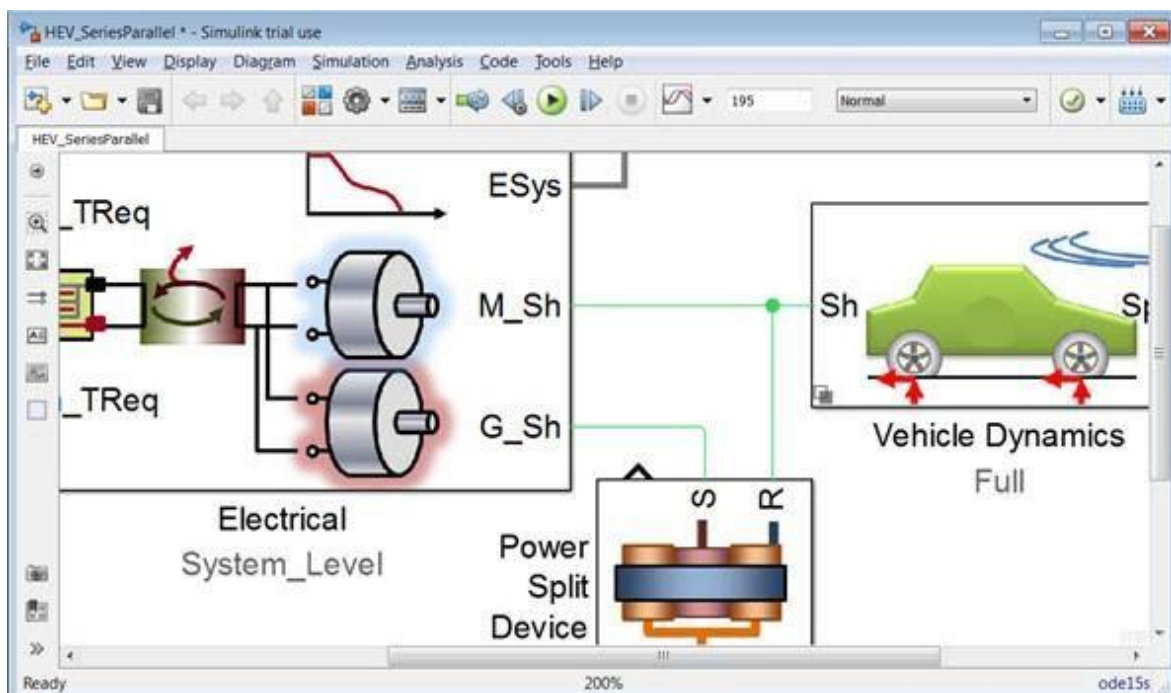 HEV_SeriesParallel * - Simulink trial use
File Edit View Display Diagram Simulation Analysis Code Tools Help
195 Normal
HEV_SeriesParallel
ESys
_TReq
M_Sh
Sh
Sp
_TReq
G_Sh
Vehicle Dynamics
Full
S R
Electrical
System_Level
Power
Split
Device
Ready 200% ode15s